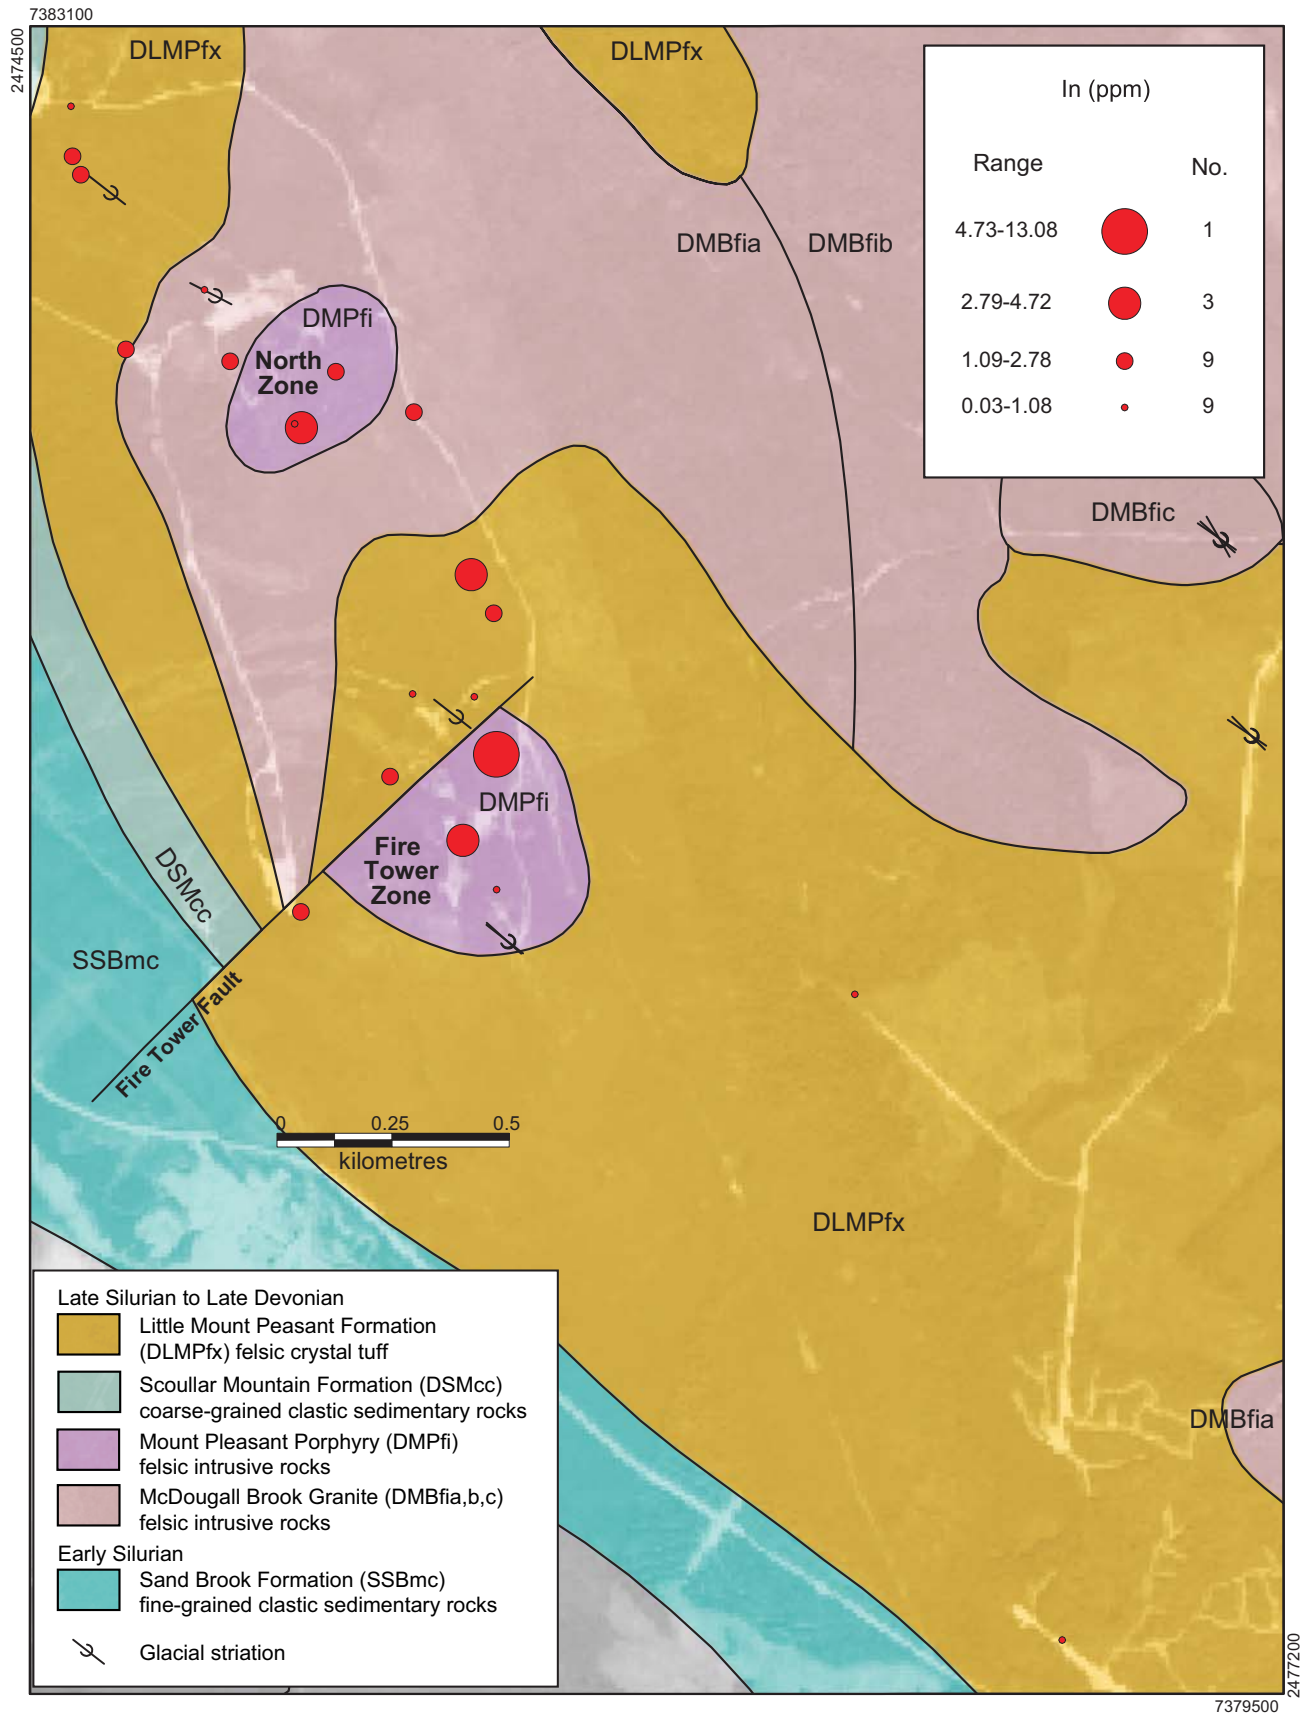 7383100
2474500
DLMPfx
DLMPfx
In (ppm)
Range No.
4.73-13.08 1
2.79-4.72 3
1.09-2.78 9
0.03-1.08 9
DMBfia
DMBfib
DMPfi
North
Zone
DMBfic
DMPfi
Fire
Tower
Zone
DSMcc
SSBmc
Fire Tower Fault
0 0.25 0.5
kilometres
DLMPfx
DMBfia
Late Silurian to Late Devonian
Little Mount Peasant Formation
(DLMPfx) felsic crystal tuff
Scoullar Mountain Formation (DSMcc)
coarse-grained clastic sedimentary rocks
Mount Pleasant Porphyry (DMPfi)
felsic intrusive rocks
McDougall Brook Granite (DMBfia,b,c)
felsic intrusive rocks
Early Silurian
Sand Brook Formation (SSBmc)
fine-grained clastic sedimentary rocks
Glacial striation
2477200
7379500